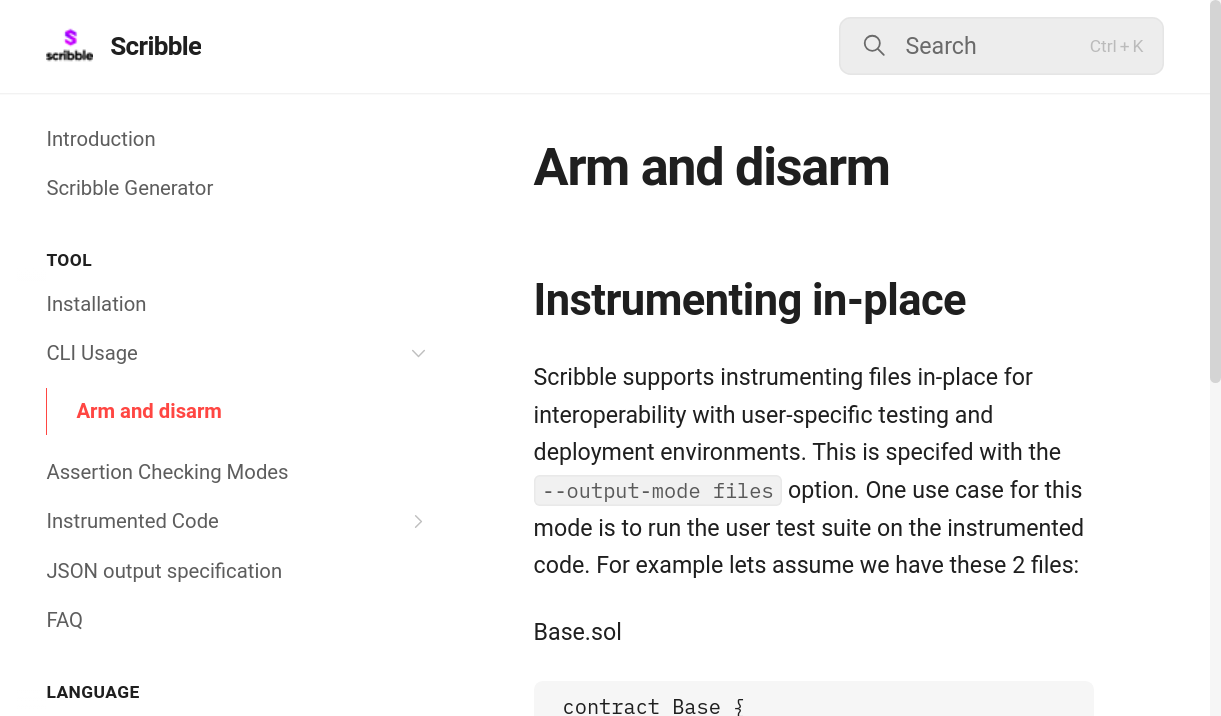 scribble
Scribble
Search
Ctrl + K
Introduction
Scribble Generator
TOOL
Installation
CLI Usage
Arm and disarm
Assertion Checking Modes
Instrumented Code
JSON output specification
FAQ
LANGUAGE
Arm and disarm
Instrumenting in-place
Scribble supports instrumenting files in-place for
interoperability with user-specific testing and
deployment environments. This is specifed with the
--output-mode files option. One use case for this
mode is to run the user test suite on the instrumented
code. For example lets assume we have these 2 files:
Base.sol
contract Base {